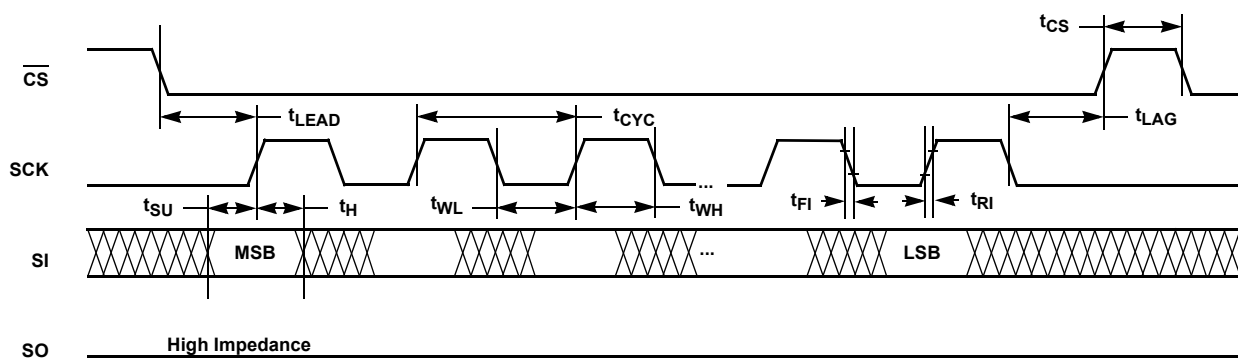 tCS
CS
tLEAD
tCYC
tLAG
SCK
...
tSU
tH
tWL
tWH
tFI
tRI
SI
MSB
...
LSB
SO
High Impedance